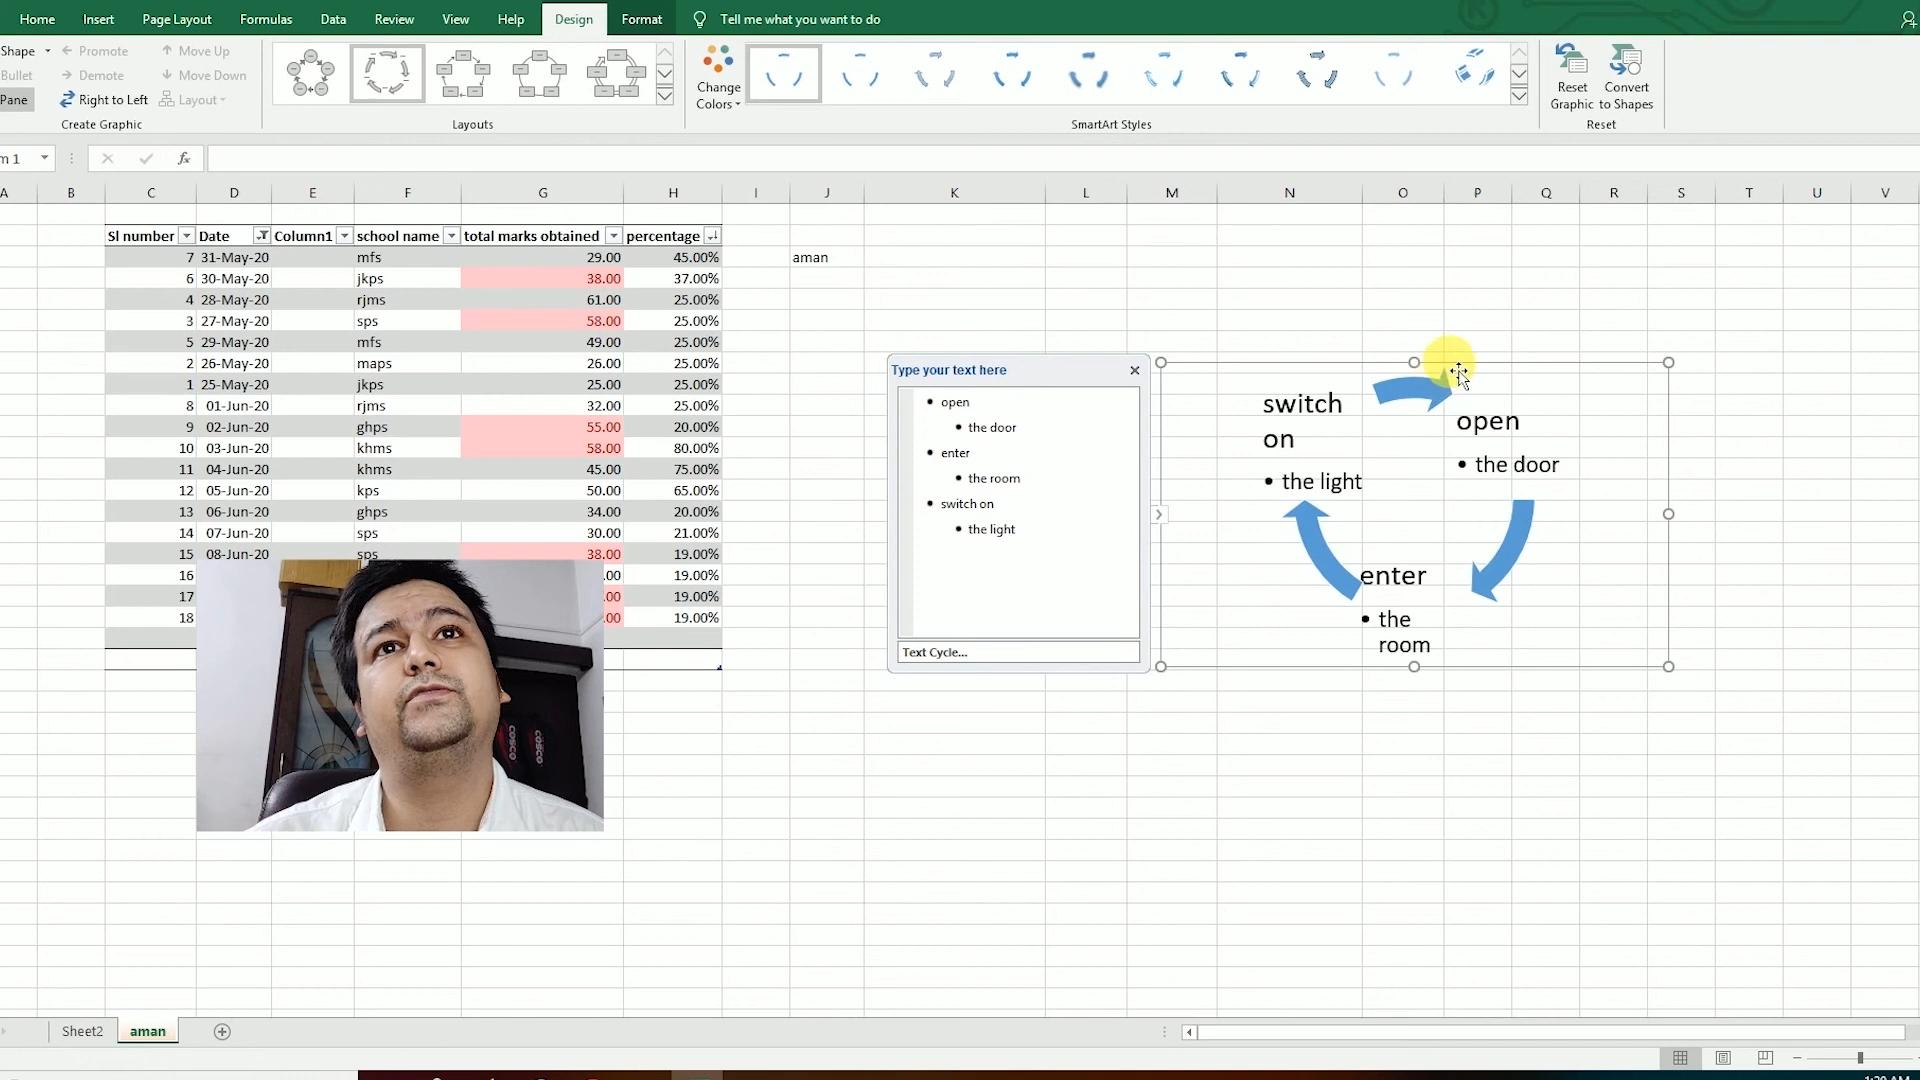 Home Insert Page Layout Formulas Data Review View Help Design Format Tell me what you want to do
Shape Promote Move Up
Bullet Demote Move Down
Pane Right to Left Layout
Change Colors
Reset Graphic
Convert to Shapes
Create Graphic Layouts SmartArt Styles Reset
m 1 fx
A B C D E F G H I J K L M N O P Q R S T U V
Sl number Date Column1 school name total marks obtained percentage
7 31-May-20 mfs 29.00 45.00% aman
6 30-May-20 jkps 38.00 37.00%
4 28-May-20 rjms 61.00 25.00%
3 27-May-20 sps 58.00 25.00%
5 29-May-20 mfs 49.00 25.00%
2 26-May-20 maps 26.00 25.00%
1 25-May-20 jkps 25.00 25.00%
8 01-Jun-20 rjms 32.00 25.00%
9 02-Jun-20 ghps 55.00 20.00%
10 03-Jun-20 khms 58.00 80.00%
11 04-Jun-20 khms 45.00 75.00%
12 05-Jun-20 kps 50.00 65.00%
13 06-Jun-20 ghps 34.00 20.00%
14 07-Jun-20 sps 30.00 21.00%
15 08-Jun-20 sps 38.00 19.00%
16 .00 19.00%
17 .00 19.00%
18 .00 19.00%
Type your text here
• open
• the door
• enter
• the room
• switch on
• the light
Text Cycle...
switch
on
• the light
open
• the door
enter
• the
room
COSCO
COSCO
Sheet2 aman